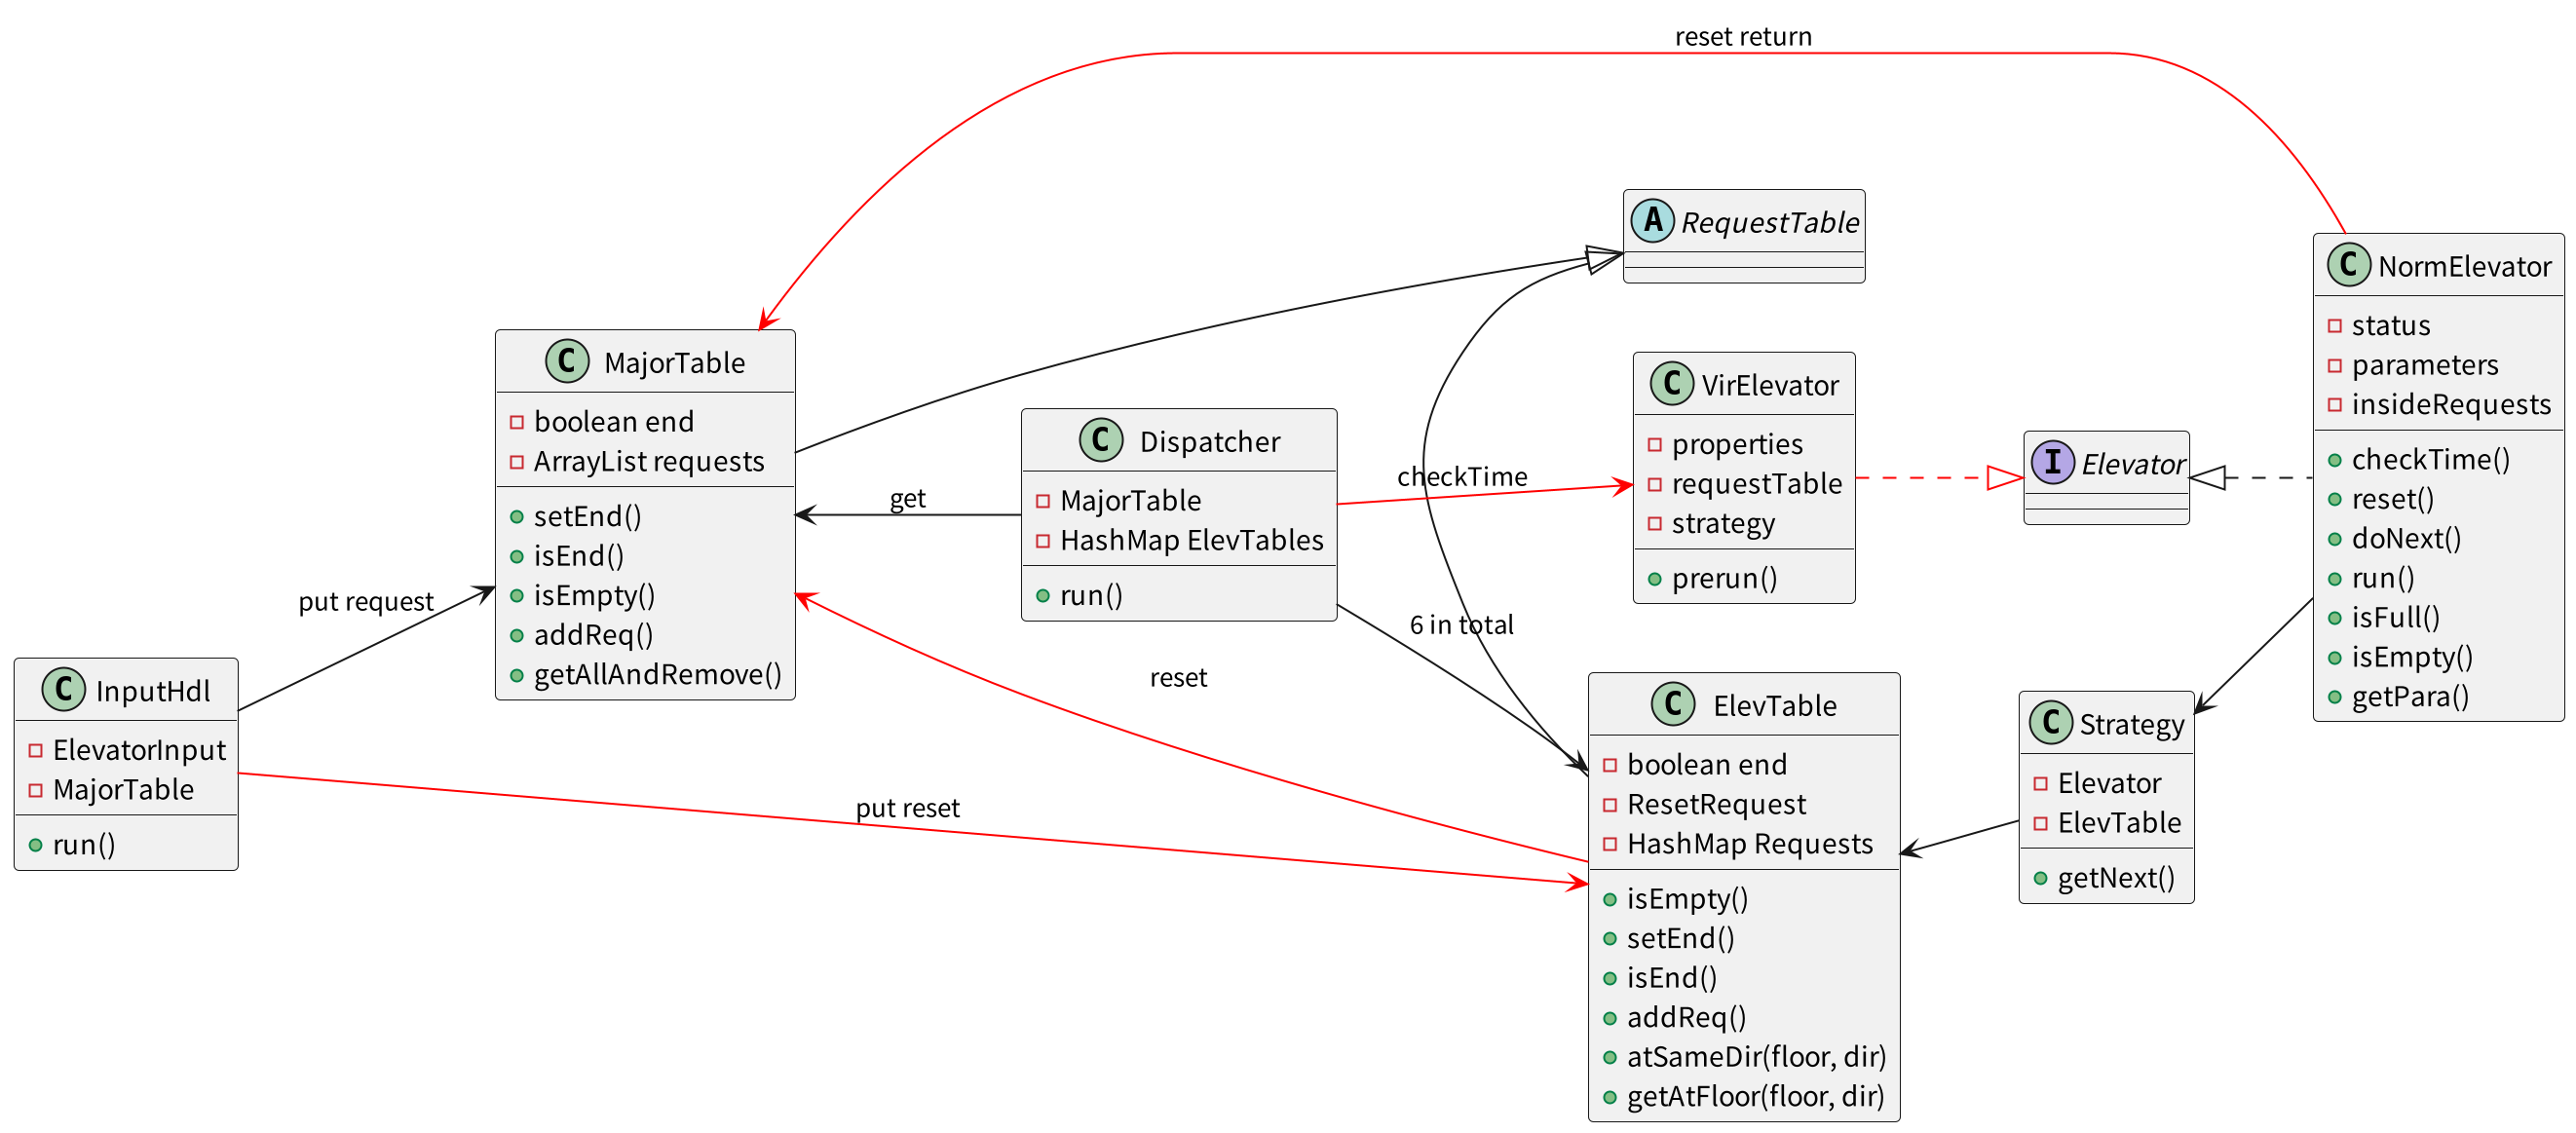 reset return
A RequestTable
C NormElevator
status
parameters
insideRequests
checkTime()
reset()
doNext()
run()
isFull()
isEmpty()
getPara()
C MajorTable
boolean end
ArrayList requests
setEnd()
isEnd()
isEmpty()
addReq()
getAllAndRemove()
C VirElevator
properties
requestTable
strategy
prerun()
C Dispatcher
MajorTable
HashMap ElevTables
run()
I Elevator
checkTime
get
put request
6 in total
reset
C InputHdl
ElevatorInput
MajorTable
run()
put reset
C ElevTable
boolean end
ResetRequest
HashMap Requests
isEmpty()
setEnd()
isEnd()
addReq()
atSameDir(floor, dir)
getAtFloor(floor, dir)
C Strategy
Elevator
ElevTable
getNext()